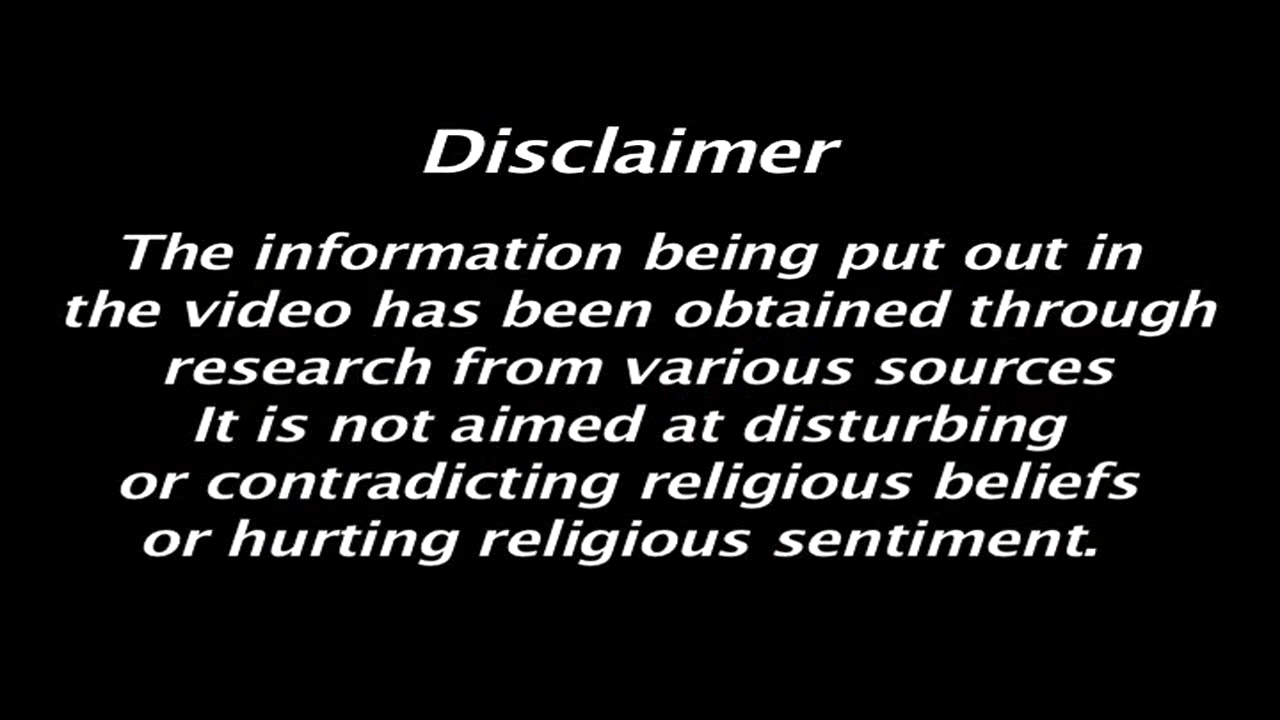 Disclaimer
The information being put out in
the video has been obtained through
research from various sources
It is not aimed at disturbing
or contradicting religious beliefs
or hurting religious sentiment.